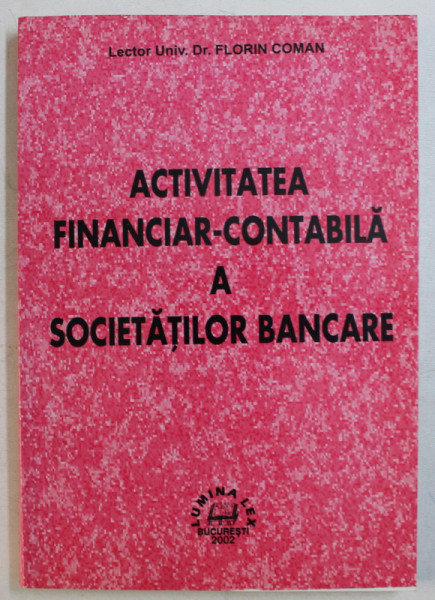 Lector Univ. Dr. FLORIN COMAN
ACTIVITATEA
FINANCIAR-CONTABILĂ
A
SOCIETĂȚILOR BANCARE
LUMINA LEX
BUCUREȘTI
2002